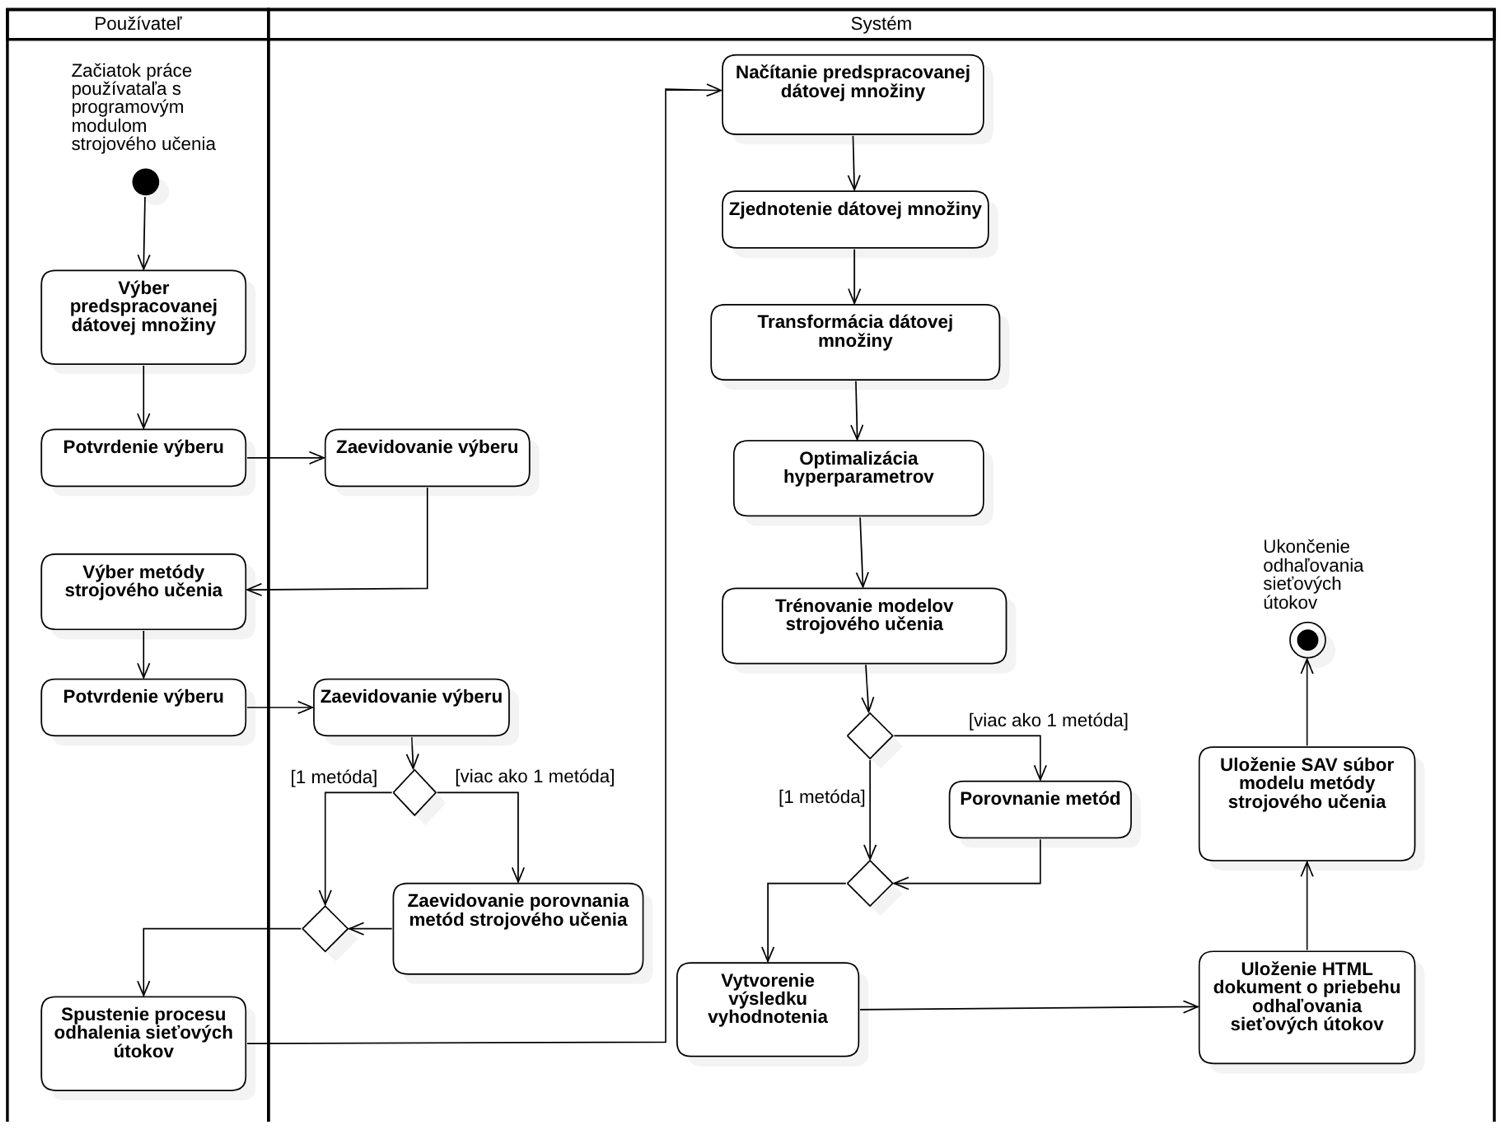 Používateľ
Systém
Začiatok práce
používataľa s
programovým
modulom
strojového učenia
Výber
predspracovanej
dátovej množiny
Potvrdenie výberu
Zaevidovanie výberu
Výber metódy
strojového učenia
Potvrdenie výberu
Zaevidovanie výberu
[1 metóda]
[viac ako 1 metóda]
Zaevidovanie porovnania
metód strojového učenia
Spustenie procesu
odhalenia sieťových
útokov
Načítanie predspracovanej
dátovej množiny
Zjednotenie dátovej množiny
Transformácia dátovej
množiny
Optimalizácia
hyperparametrov
Trénovanie modelov
strojového učenia
[viac ako 1 metóda]
[1 metóda]
Porovnanie metód
Vytvorenie
výsledku
vyhodnotenia
Uloženie HTML
dokument o priebehu
odhaľovania
sieťových útokov
Uloženie SAV súbor
modelu metódy
strojového učenia
Ukončenie
odhaľovania
sieťových
útokov